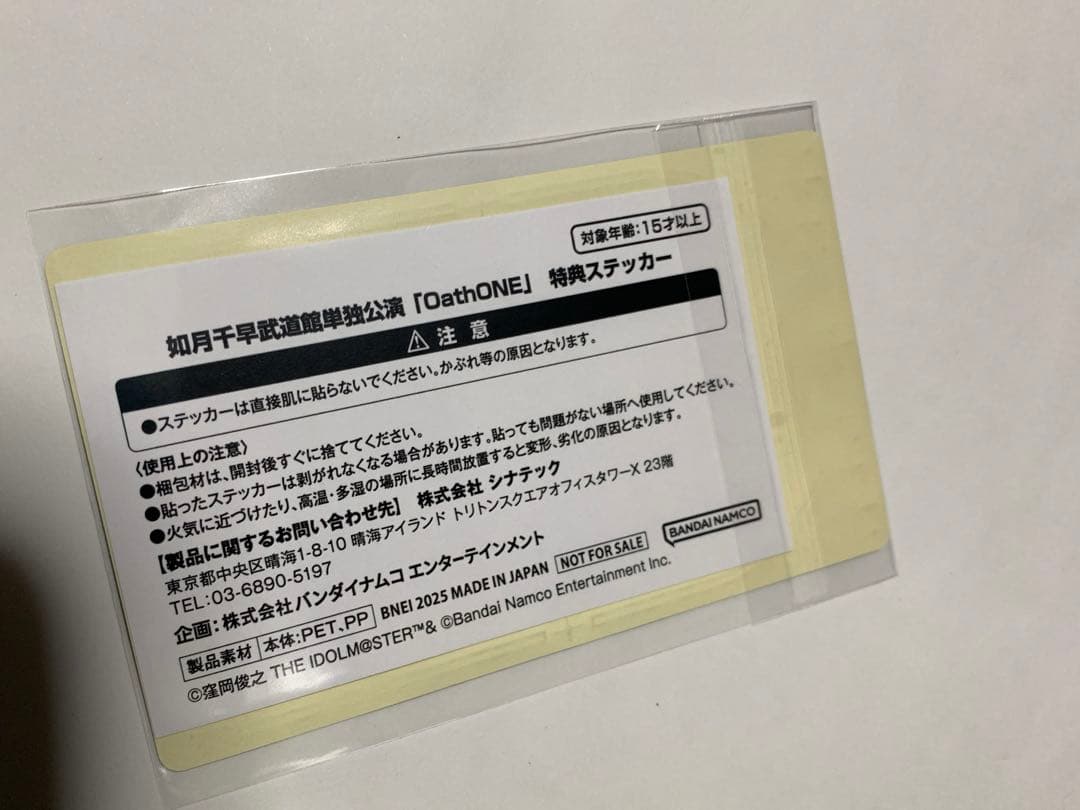 対象年齢:15才以上
如月千早武道館単独公演「OathONE」 特典ステッカー
⚠注 意
●ステッカーは直接肌に貼らないでください。かぶれ等の原因となります。
〈使用上の注意〉
●梱包材は、開封後すぐに捨ててください。
●貼ったステッカーは剥がれなくなる場合があります。貼っても問題がない場所へ使用してください。
●火気に近づけたり、高温・多湿の場所に長時間放置すると変形、劣化の原因となります。
【製品に関するお問い合わせ先】 株式会社 シナテック
東京都中央区晴海1-8-10 晴海アイランド トリトンスクエアオフィスタワーX 23階
TEL:03-6890-5197
企画:株式会社バンダイナムコ エンターテインメント
製品素材 本体:PET、PP BNEI 2025 MADE IN JAPAN NOT FOR SALE BANDAI NAMCO
©窪岡俊之 THE IDOLM@STER™& ©Bandai Namco Entertainment Inc.